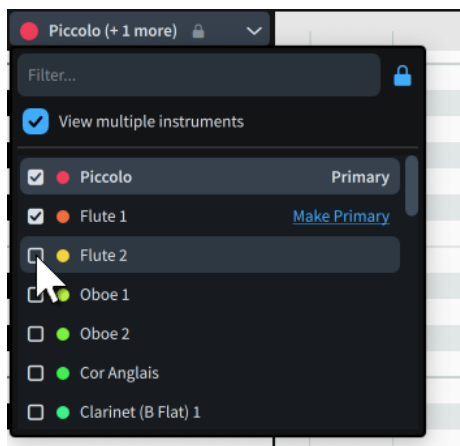 Piccolo (+ 1 more)
Filter...
View multiple instruments
Piccolo Primary
Flute 1 Make Primary
Flute 2
Oboe 1
Oboe 2
Cor Anglais
Clarinet (B Flat) 1